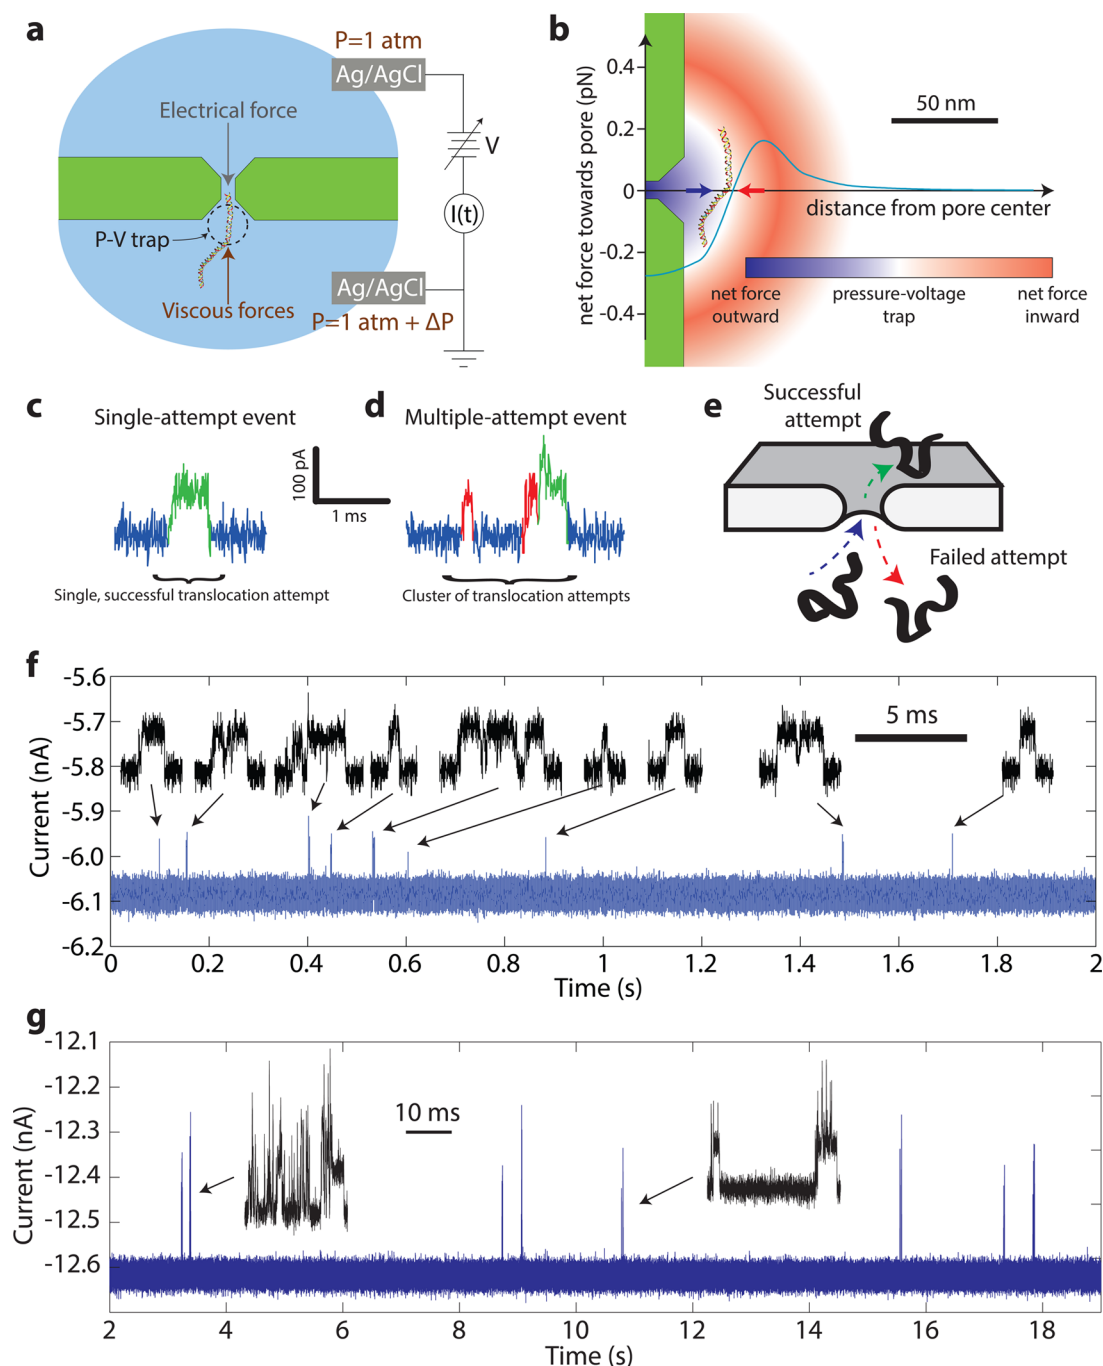 a
P=1 atm
Ag/AgCl
Electrical force
V
I(t)
P-V trap
Ag/AgCl
Viscous forces
P=1 atm + ΔP
b
net force towards pore (pN)
0.4
0.2
0
-0.2
-0.4
50 nm
distance from pore center
net force
outward
pressure-voltage
trap
net force
inward
c
Single-attempt event
100 pA
1 ms
Single, successful translocation attempt
d
Multiple-attempt event
Cluster of translocation attempts
e
Successful
attempt
Failed attempt
f
Current (nA)
-5.6
-5.7
-5.8
-5.9
-6.0
-6.1
-6.2
5 ms
0 0.2 0.4 0.6 0.8 1 1.2 1.4 1.6 1.8 2
Time (s)
g
Current (nA)
-12.1
-12.2
-12.3
-12.4
-12.5
-12.6
10 ms
2 4 6 8 10 12 14 16 18
Time (s)